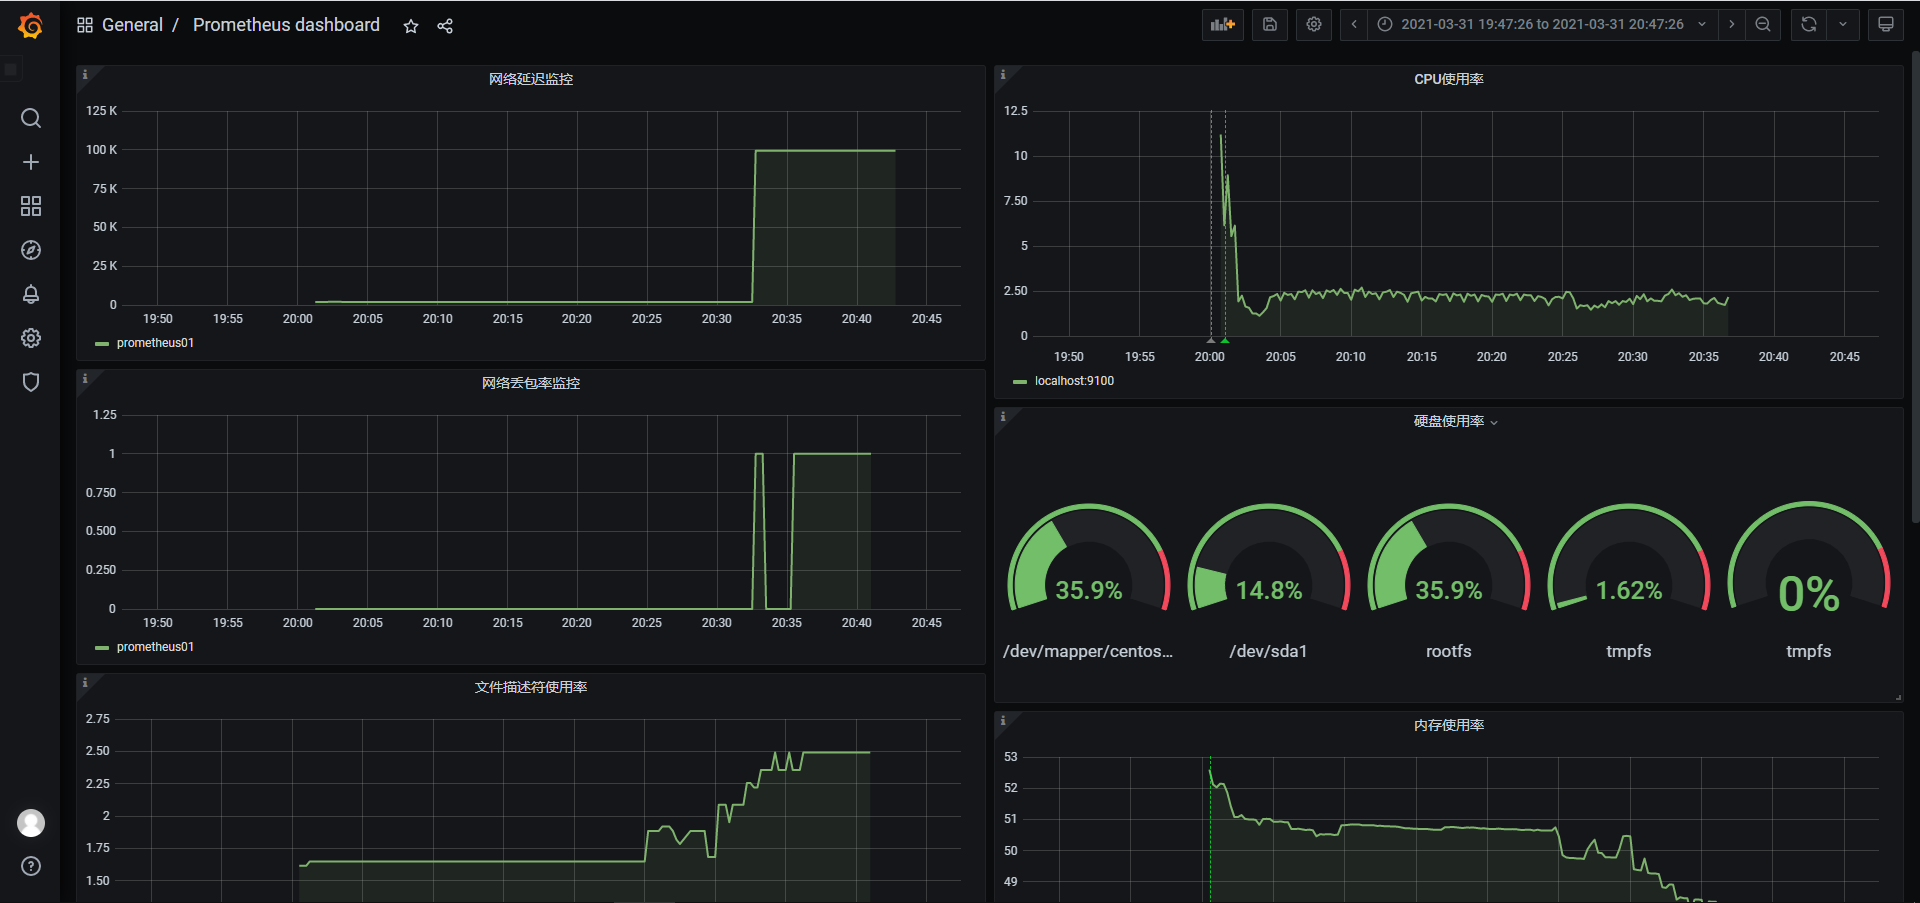 General / Prometheus dashboard
2021-03-31 19:47:26 to 2021-03-31 20:47:26
网络延迟监控
125 K
100 K
75 K
50 K
25 K
0
19:50 19:55 20:00 20:05 20:10 20:15 20:20 20:25 20:30 20:35 20:40 20:45
prometheus01
网络丢包率监控
1.25
1
0.750
0.500
0.250
0
19:50 19:55 20:00 20:05 20:10 20:15 20:20 20:25 20:30 20:35 20:40 20:45
prometheus01
文件描述符使用率
2.75
2.50
2.25
2
1.75
1.50
CPU使用率
12.5
10
7.50
5
2.50
0
19:50 19:55 20:00 20:05 20:10 20:15 20:20 20:25 20:30 20:35 20:40 20:45
localhost:9100
硬盘使用率
35.9% 14.8% 35.9% 1.62% 0%
/dev/mapper/centos... /dev/sda1 rootfs tmpfs tmpfs
内存使用率
53
52
51
50
49